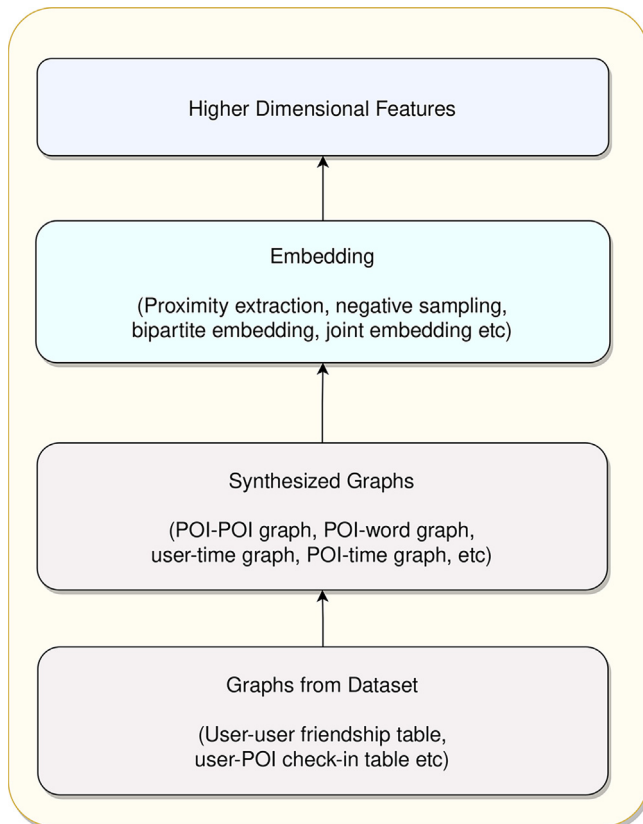 Higher Dimensional Features
Embedding
(Proximity extraction, negative sampling,
bipartite embedding, joint embedding etc)
Synthesized Graphs
(POI-POI graph, POI-word graph,
user-time graph, POI-time graph, etc)
Graphs from Dataset
(User-user friendship table,
user-POI check-in table etc)